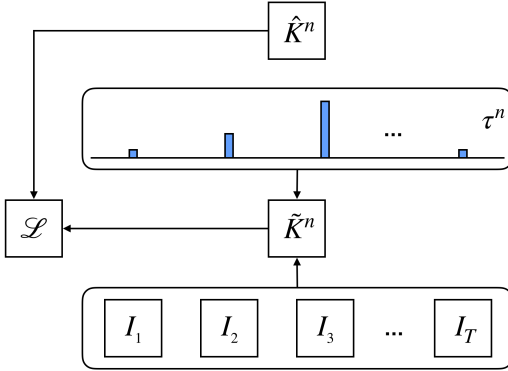 K̂ⁿ
... τⁿ
ℒ K̃ⁿ
I₁ I₂ I₃ ... I_T